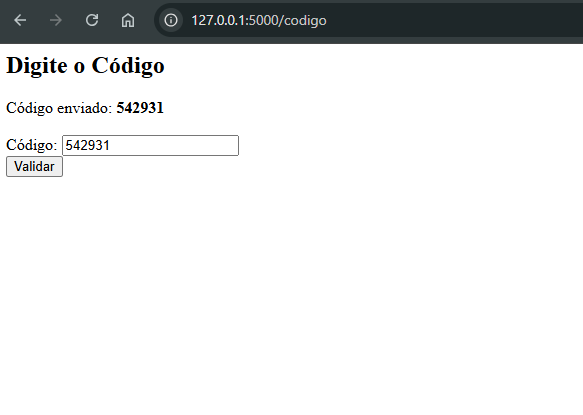 127.0.0.1:5000/codigo
Digite o Código
Código enviado: 542931
Código: 542931
Validar